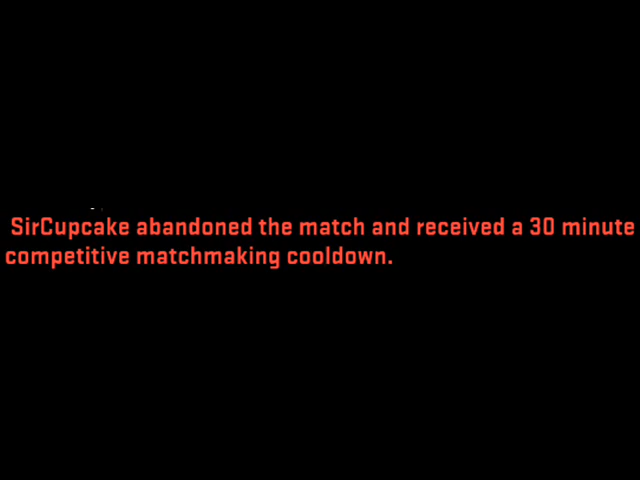 SirCupcake abandoned the match and received a 30 minute
competitive matchmaking cooldown.